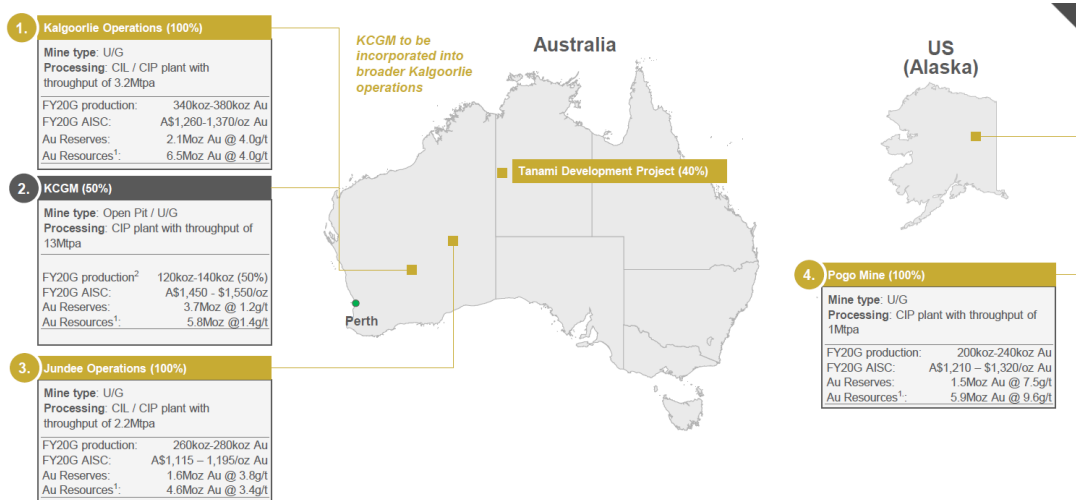 1. Kalgoorlie Operations (100%)
Mine type: U/G
Processing: CIL / CIP plant with
throughput of 3.2Mtpa
FY20G production: 340koz-380koz Au
FY20G AISC: A$1,260-1,370/oz Au
Au Reserves: 2.1Moz Au @ 4.0g/t
Au Resources¹: 6.5Moz Au @ 4.0g/t
2. KCGM (50%)
Mine type: Open Pit / U/G
Processing: CIP plant with throughput of
13Mtpa
FY20G production² 120koz-140koz (50%)
FY20G AISC: A$1,450 - $1,550/oz
Au Reserves: 3.7Moz @ 1.2g/t
Au Resources¹: 5.8Moz @1.4g/t
3. Jundee Operations (100%)
Mine type: U/G
Processing: CIL / CIP plant with
throughput of 2.2Mtpa
FY20G production: 260koz-280koz Au
FY20G AISC: A$1,115 – 1,195/oz Au
Au Reserves: 1.6Moz Au @ 3.8g/t
Au Resources¹: 4.6Moz Au @ 3.4g/t
KCGM to be
incorporated into
broader Kalgoorlie
operations
Australia
Tanami Development Project (40%)
Perth
US
(Alaska)
4. Pogo Mine (100%)
Mine type: U/G
Processing: CIP plant with throughput of
1Mtpa
FY20G production: 200koz-240koz Au
FY20G AISC: A$1,210 – $1,320/oz Au
Au Reserves: 1.5Moz Au @ 7.5g/t
Au Resources¹: 5.9Moz Au @ 9.6g/t